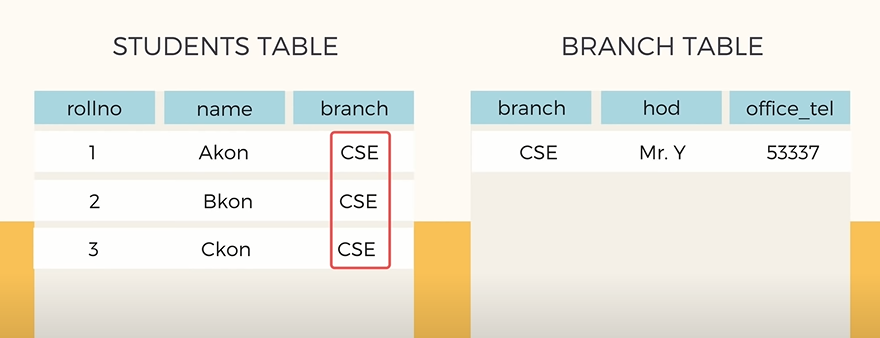 STUDENTS TABLE
rollno name branch
1 Akon CSE
2 Bkon CSE
3 Ckon CSE
BRANCH TABLE
branch hod office_tel
CSE Mr. Y 53337